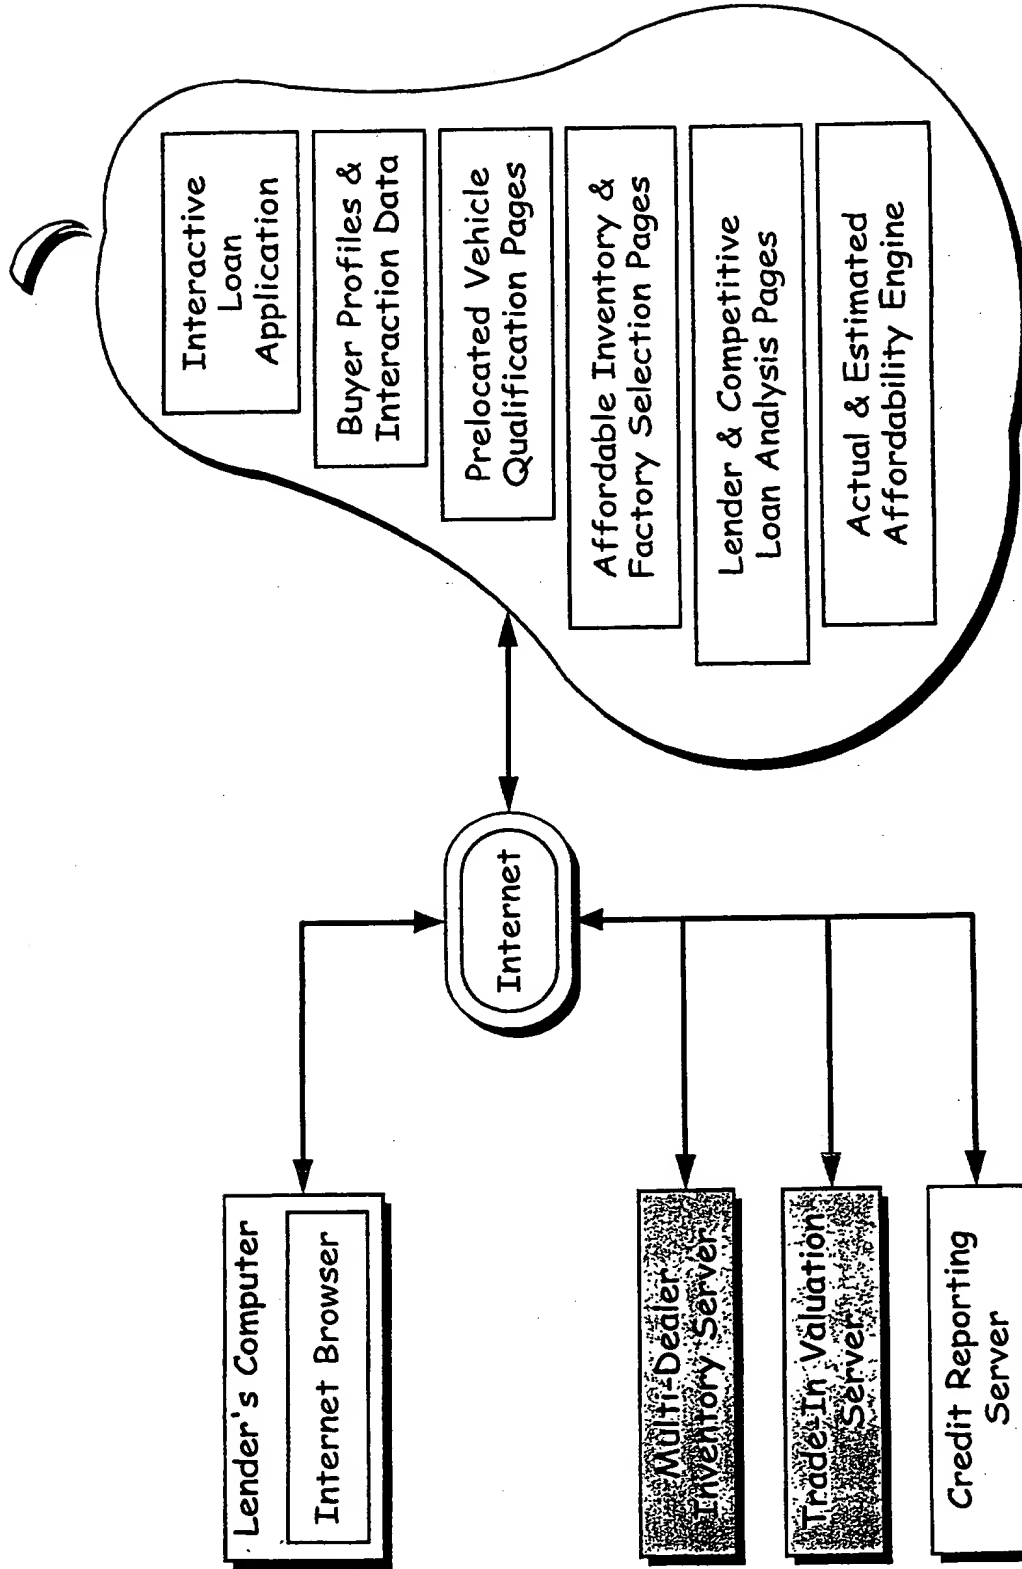 Interactive
Loan
Application
Buyer Profiles &
Interaction Data
Prelocated Vehicle
Qualification Pages
Affordable Inventory &
Factory Selection Pages
Lender & Competitive
Loan Analysis Pages
Actual & Estimated
Affordability Engine
Internet
Lender's Computer
Internet Browser
Multi-Dealer
Inventory Server
Trade-In Valuation
Server
Credit Reporting
Server